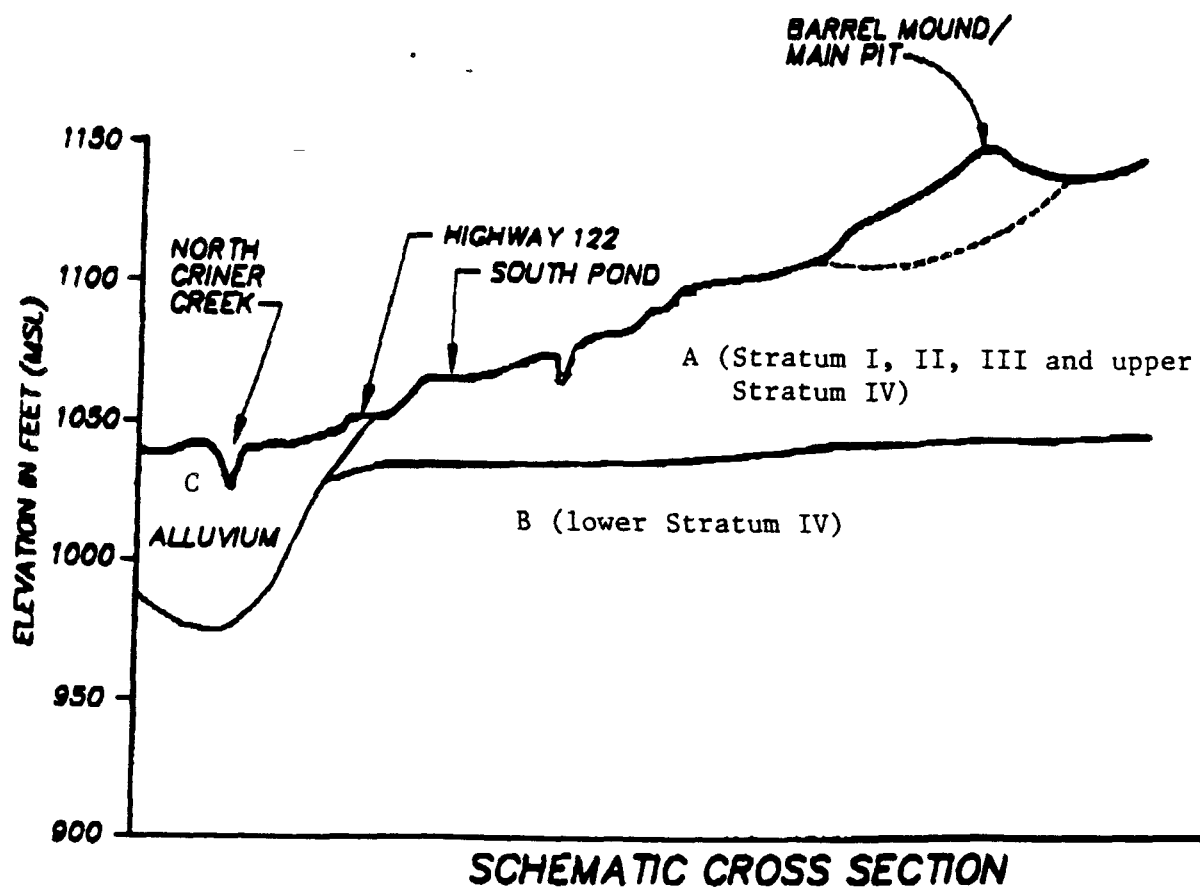 BARREL MOUND/
MAIN PIT
1150
NORTH
CRINER
CREEK
HIGHWAY 122
SOUTH POND
1100
A (Stratum I, II, III and upper
Stratum IV)
1050
C
B (lower Stratum IV)
ALLUVIUM
1000
950
900
ELEVATION IN FEET (MSL)
SCHEMATIC CROSS SECTION